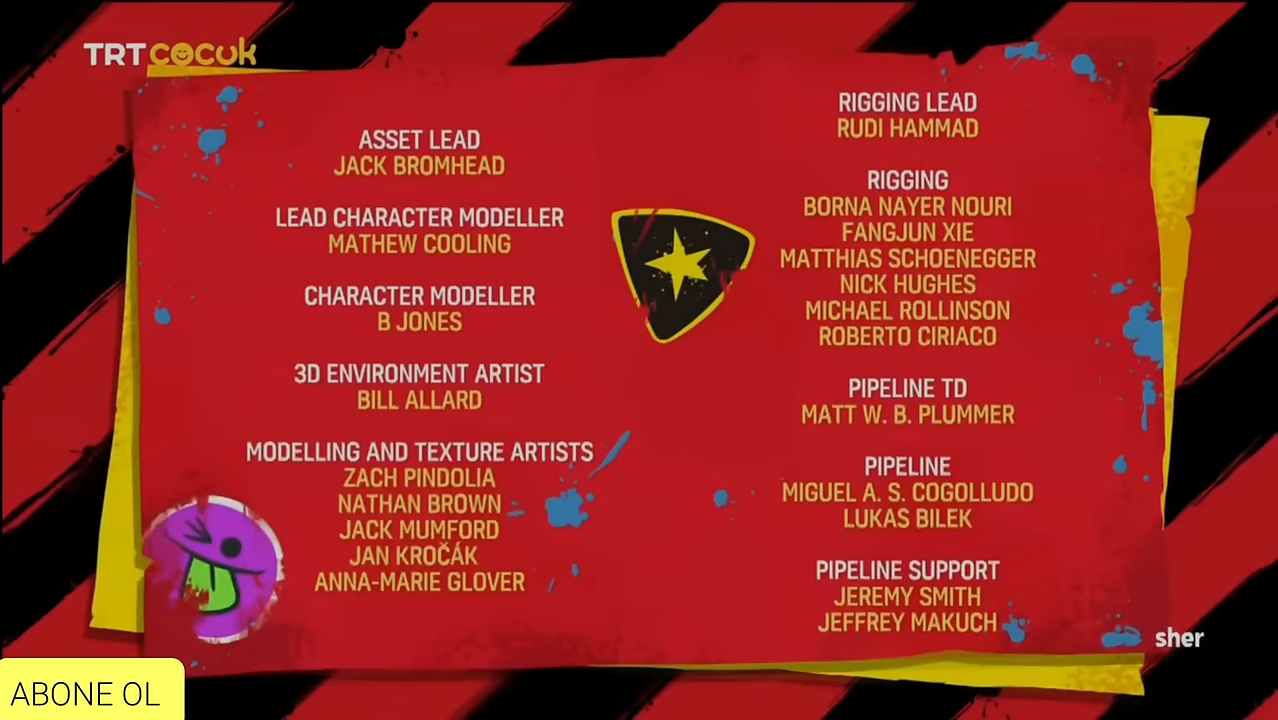 TRT cocuk
ASSET LEAD
JACK BROMHEAD
LEAD CHARACTER MODELLER
MATHEW COOLING
CHARACTER MODELLER
B JONES
3D ENVIRONMENT ARTIST
BILL ALLARD
MODELLING AND TEXTURE ARTISTS
ZACH PINDOLIA
NATHAN BROWN
JACK MUMFORD
JAN KROČÁK
ANNA-MARIE GLOVER
RIGGING LEAD
RUDI HAMMAD
RIGGING
BORNA NAYER NOURI
FANGJUN XIE
MATTHIAS SCHOENEGGER
NICK HUGHES
MICHAEL ROLLINSON
ROBERTO CIRIACO
PIPELINE TD
MATT W. B. PLUMMER
PIPELINE
MIGUEL A. S. COGOLLUDO
LUKAS BILEK
PIPELINE SUPPORT
JEREMY SMITH
JEFFREY MAKUCH
sher
ABONE OL